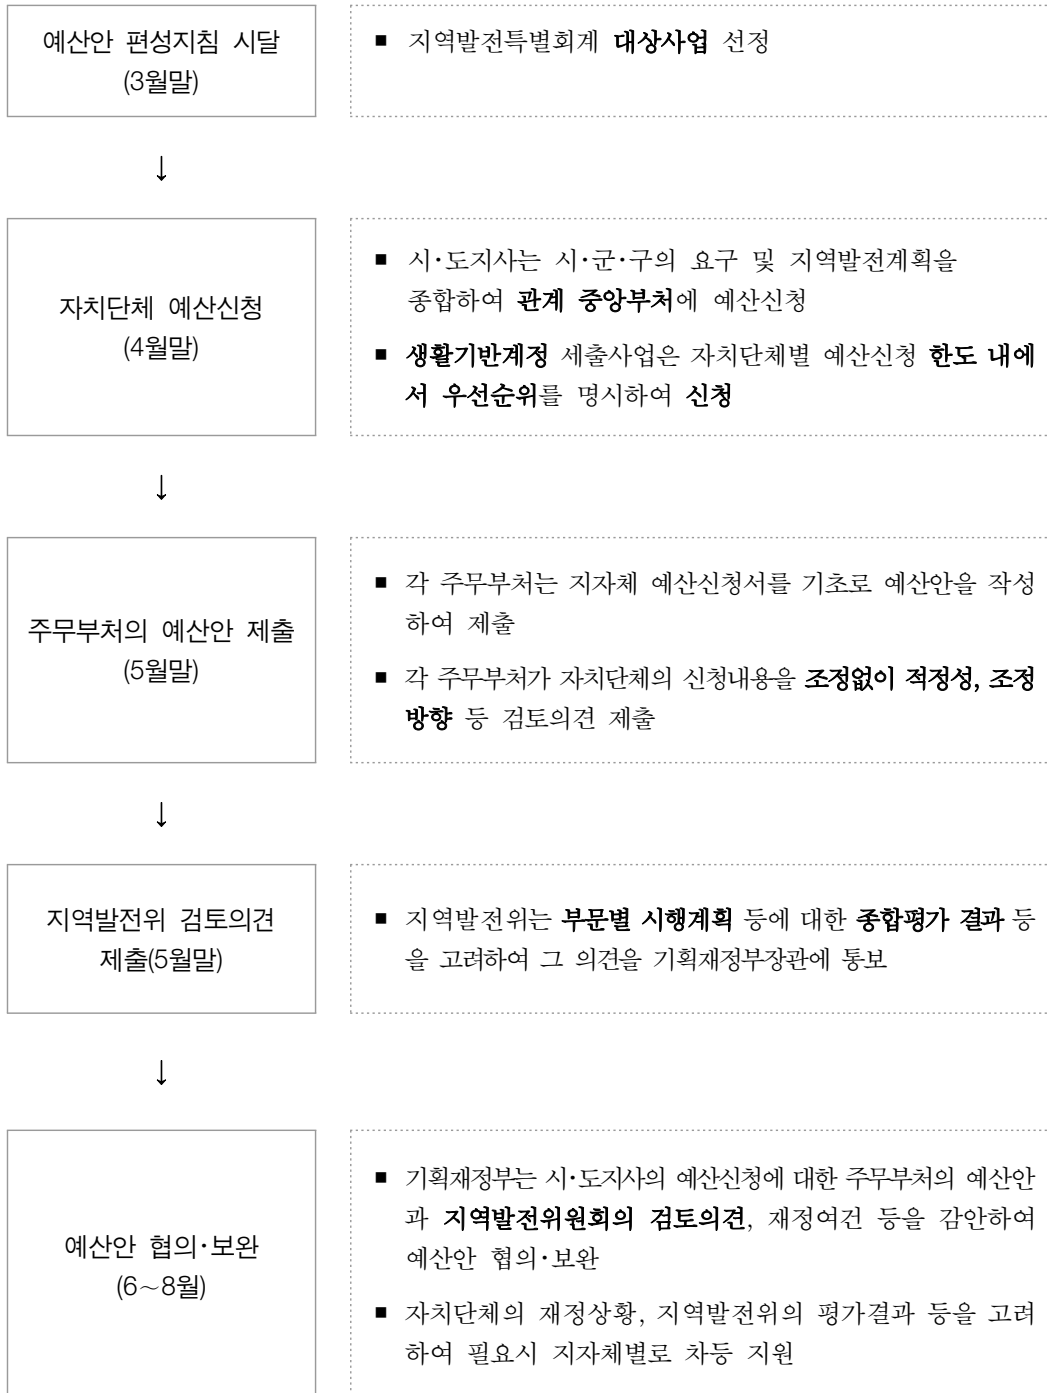 예산안 편성지침 시달
(3월말)
■ 지역발전특별회계 대상사업 선정
↓
자치단체 예산신청
(4월말)
■ 시·도지사는 시·군·구의 요구 및 지역발전계획을
종합하여 관계 중앙부처에 예산신청
■ 생활기반계정 세출사업은 자치단체별 예산신청 한도 내에
서 우선순위를 명시하여 신청
↓
주무부처의 예산안 제출
(5월말)
■ 각 주무부처는 지자체 예산신청서를 기초로 예산안을 작성
하여 제출
■ 각 주무부처가 자치단체의 신청내용을 조정없이 적정성, 조정
방향 등 검토의견 제출
↓
지역발전위 검토의견
제출(5월말)
■ 지역발전위는 부문별 시행계획 등에 대한 종합평가 결과 등
을 고려하여 그 의견을 기획재정부장관에 통보
↓
예산안 협의·보완
(6～8월)
■ 기획재정부는 시·도지사의 예산신청에 대한 주무부처의 예산안
과 지역발전위원회의 검토의견, 재정여건 등을 감안하여
예산안 협의·보완
■ 자치단체의 재정상황, 지역발전위의 평가결과 등을 고려
하여 필요시 지자체별로 차등 지원